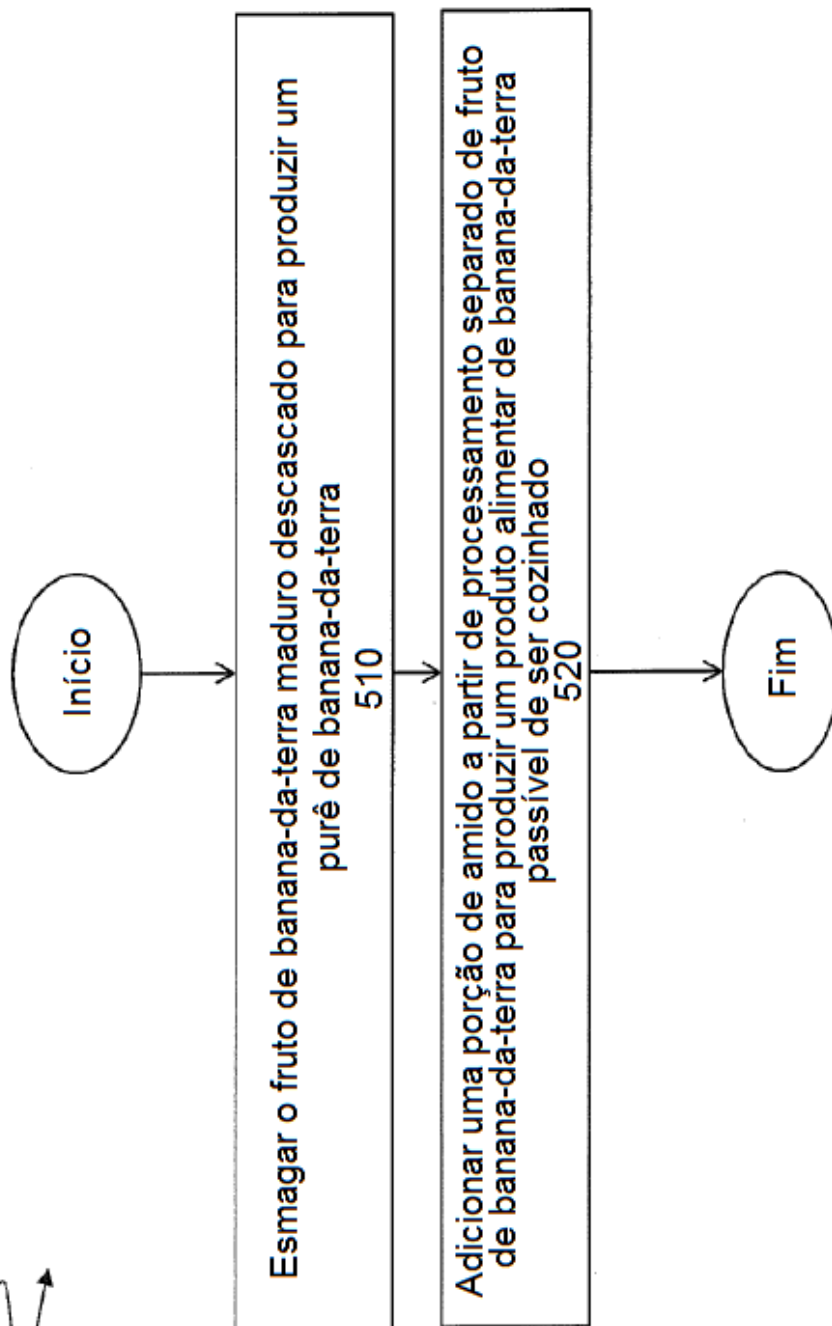 Início
Esmagar o fruto de banana-da-terra maduro descascado para produzir um
purê de banana-da-terra
510
Adicionar uma porção de amido a partir de processamento separado de fruto
de banana-da-terra para produzir um produto alimentar de banana-da-terra
passível de ser cozinhado
520
Fim